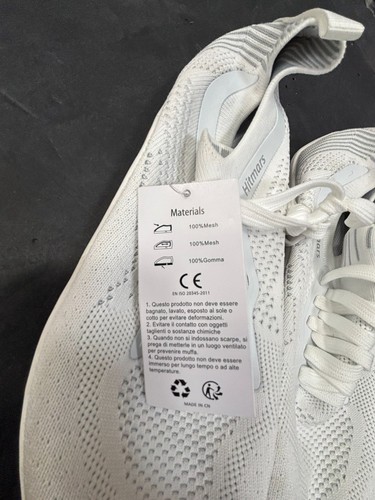 Hitmars
Materials
100%Mesh
100%Mesh
100%Gomma
CE
EN ISO 20345-2011
1. Questo prodotto non deve essere
bagnato, lavato, esposto al sole o
cotto per evitare deformazioni.
2. Evitare il contatto con oggetti
taglienti o sostanze chimiche
3. Quando non si indossano scarpe, si
prega di metterle in un luogo ventilato
per prevenire muffa.
4. Questo prodotto non deve essere
immerso per lungo tempo o ad alte
temperature.
MADE IN CN